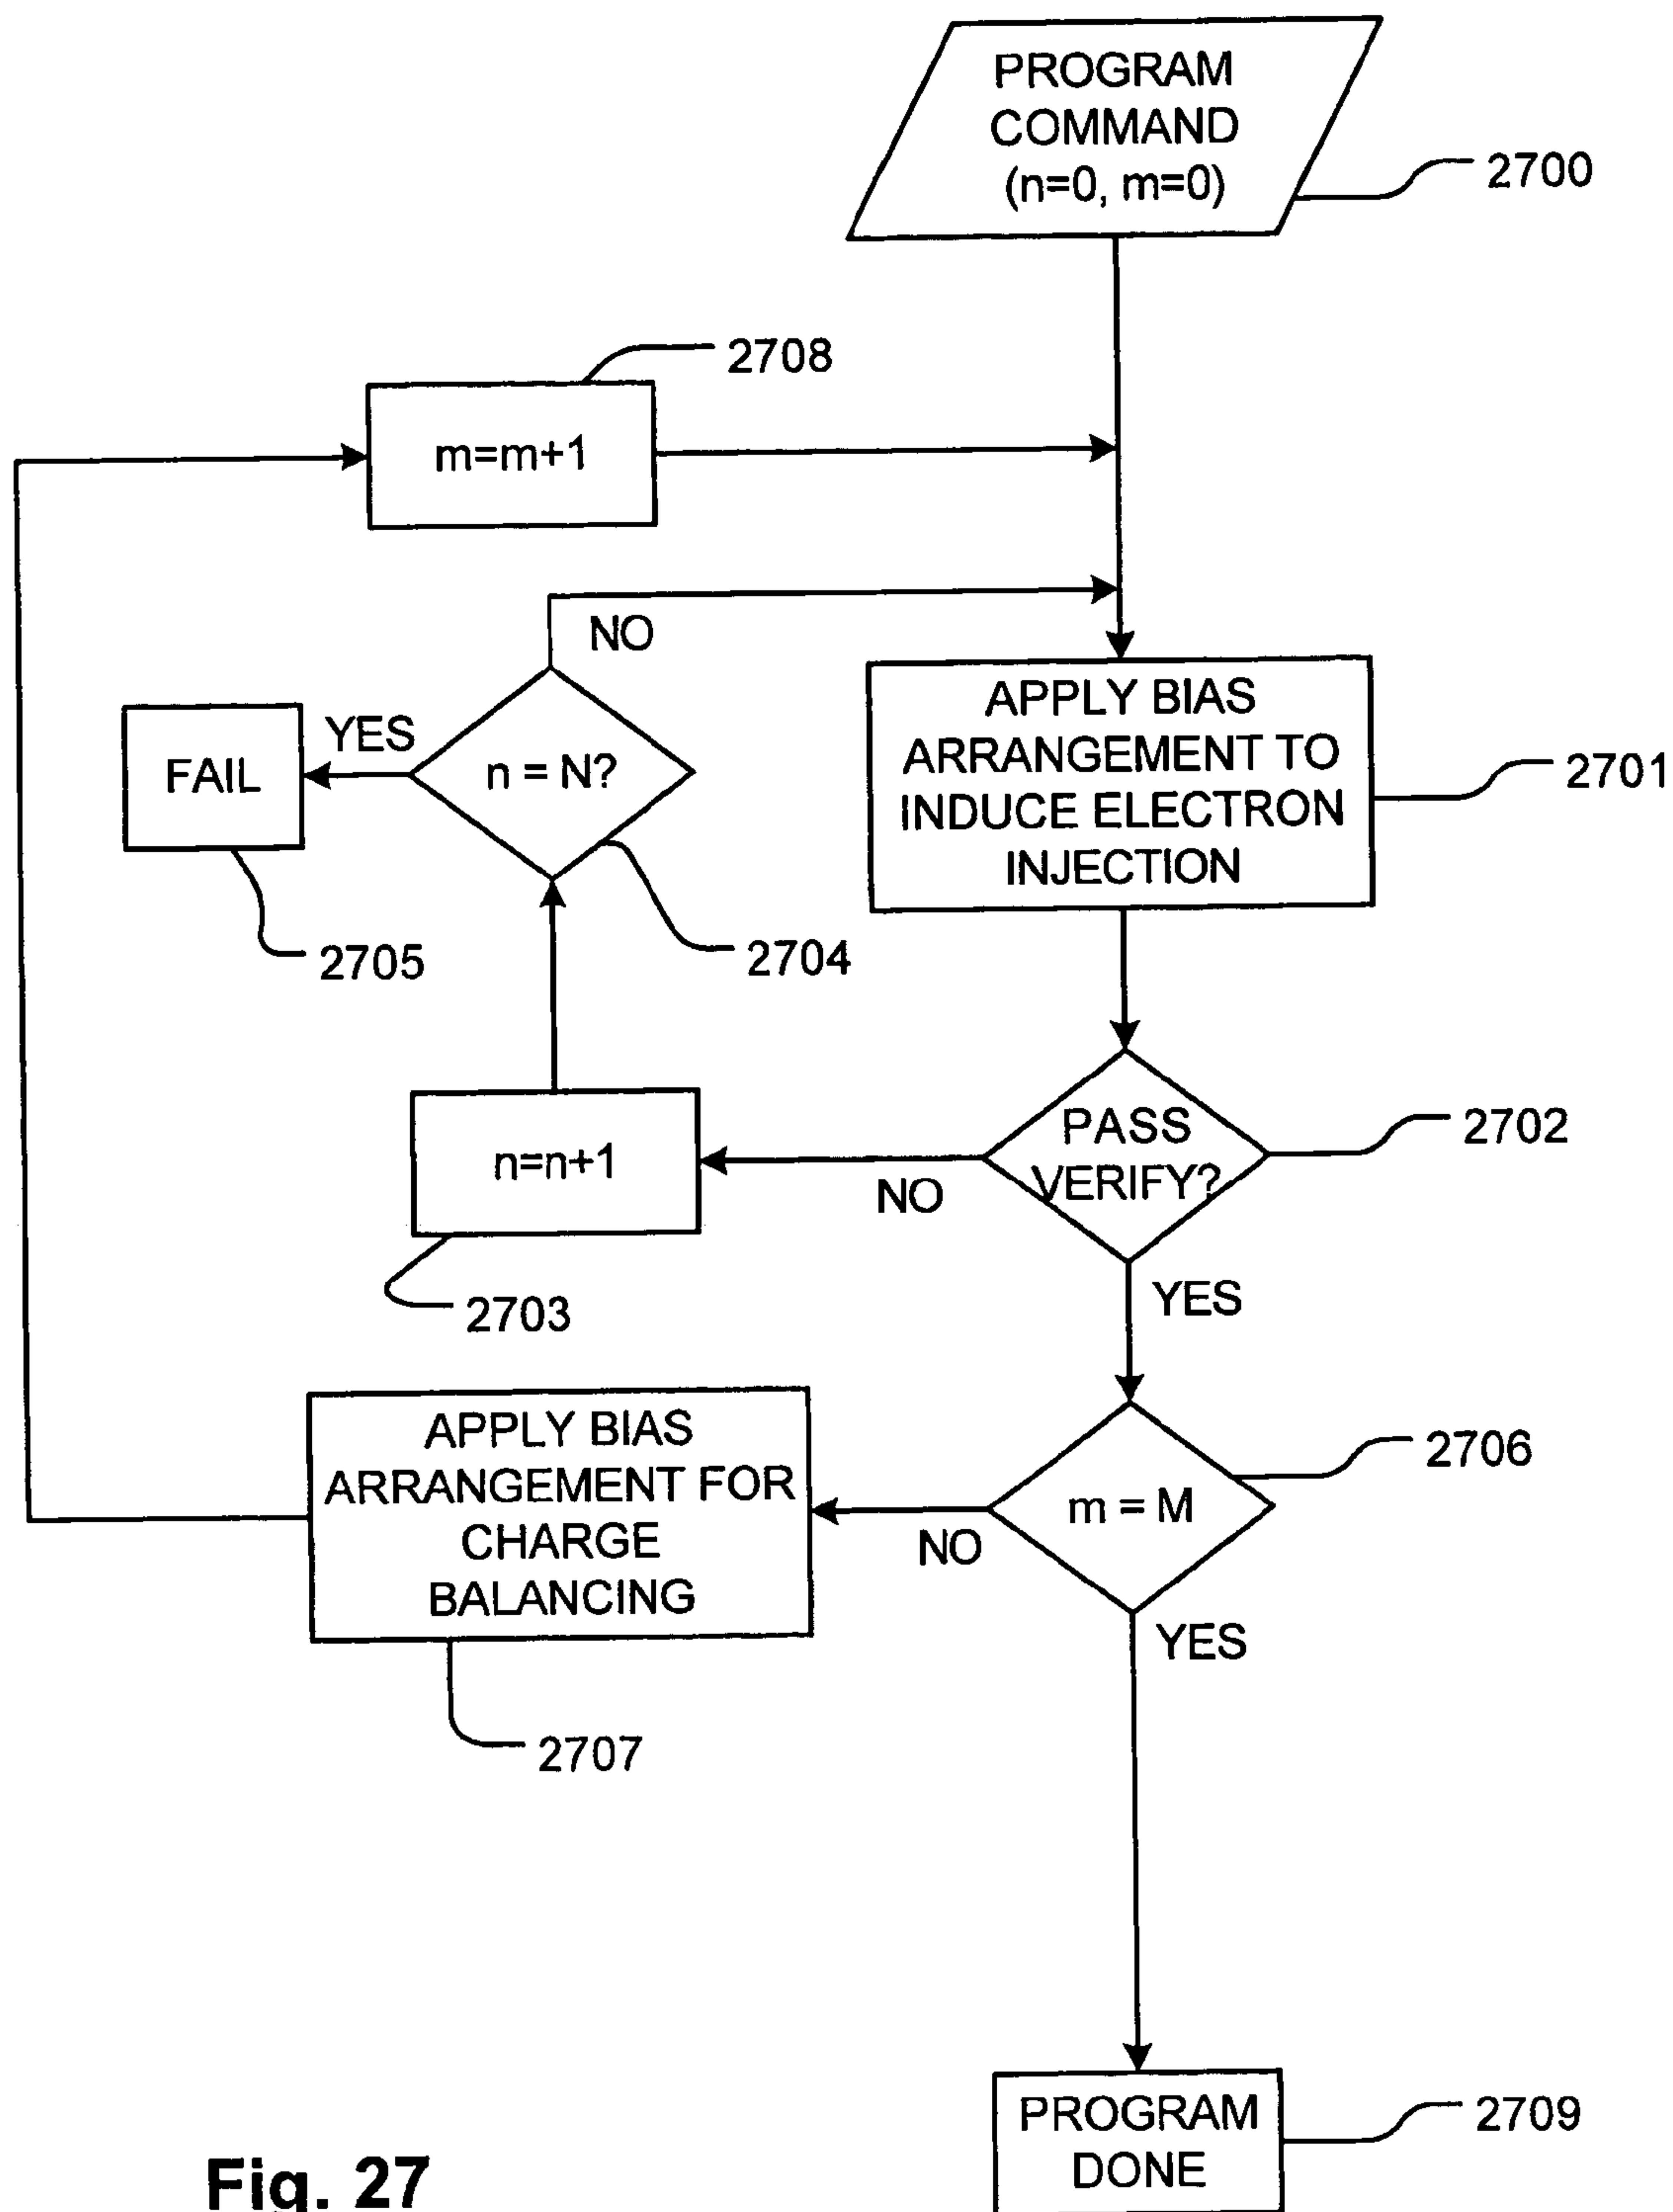 PROGRAM
COMMAND
(n=0, m=0)
2700
2708
m=m+1
NO
APPLY BIAS
ARRANGEMENT TO
INDUCE ELECTRON
INJECTION
2701
FAIL
YES
n = N?
2705
2704
n=n+1
2703
NO
PASS
VERIFY?
2702
YES
APPLY BIAS
ARRANGEMENT FOR
CHARGE
BALANCING
2707
NO
m = M
2706
YES
PROGRAM
DONE
2709
Fig. 27